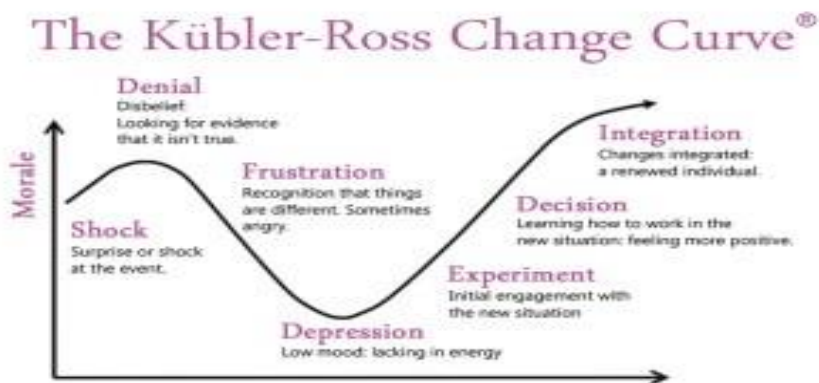 The Kübler-Ross Change Curve®
Denial
Disbelief:
Looking for evidence
that it isn't true.
Morale
Shock
Surprise or shock
at the event.
Frustration
Recognition that things
are different. Sometimes
angry.
Depression
Low mood: lacking in energy
Experiment
Initial engagement with
the new situation
Decision
Learning how to work in the
new situation: feeling more positive.
Integration
Changes integrated:
a renewed individual.